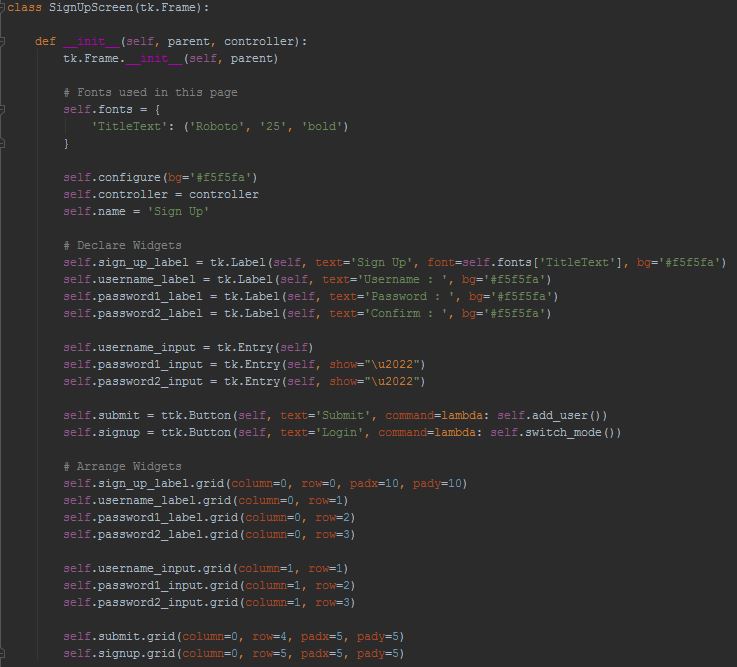 class SignUpScreen(tk.Frame):
def __init__(self, parent, controller):
tk.Frame.__init__(self, parent)
# Fonts used in this page
self.fonts = {
'TitleText': ('Roboto', '25', 'bold')
}
self.configure(bg='#f5f5fa')
self.controller = controller
self.name = 'Sign Up'
# Declare Widgets
self.sign_up_label = tk.Label(self, text='Sign Up', font=self.fonts['TitleText'], bg='#f5f5fa')
self.username_label = tk.Label(self, text='Username : ', bg='#f5f5fa')
self.password1_label = tk.Label(self, text='Password : ', bg='#f5f5fa')
self.password2_label = tk.Label(self, text='Confirm : ', bg='#f5f5fa')
self.username_input = tk.Entry(self)
self.password1_input = tk.Entry(self, show="\u2022")
self.password2_input = tk.Entry(self, show="\u2022")
self.submit = ttk.Button(self, text='Submit', command=lambda: self.add_user())
self.signup = ttk.Button(self, text='Login', command=lambda: self.switch_mode())
# Arrange Widgets
self.sign_up_label.grid(column=0, row=0, padx=10, pady=10)
self.username_label.grid(column=0, row=1)
self.password1_label.grid(column=0, row=2)
self.password2_label.grid(column=0, row=3)
self.username_input.grid(column=1, row=1)
self.password1_input.grid(column=1, row=2)
self.password2_input.grid(column=1, row=3)
self.submit.grid(column=0, row=4, padx=5, pady=5)
self.signup.grid(column=0, row=5, padx=5, pady=5)